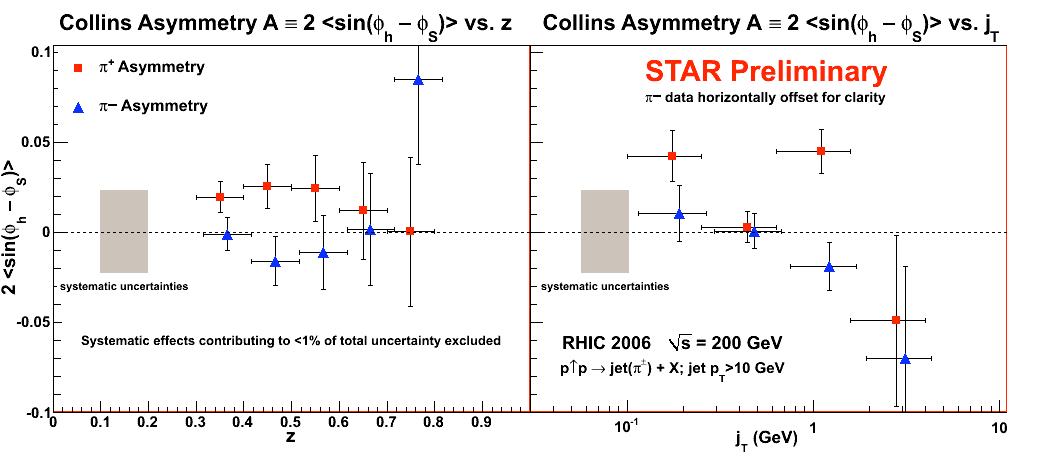 Collins Asymmetry A ≡ 2 <sin(ϕh − ϕS)> vs. z
Collins Asymmetry A ≡ 2 <sin(ϕh − ϕS)> vs. jT
2 <sin(ϕh − ϕS)>
0.1
0.05
0
-0.05
-0.1
π+ Asymmetry
π− Asymmetry
systematic uncertainties
Systematic effects contributing to <1% of total uncertainty excluded
0 0.1 0.2 0.3 0.4 0.5 0.6 0.7 0.8 0.9
z
STAR Preliminary
π− data horizontally offset for clarity
systematic uncertainties
RHIC 2006 √s = 200 GeV
p↑p → jet(π±) + X; jet pT>10 GeV
10-1 1 10
jT (GeV)